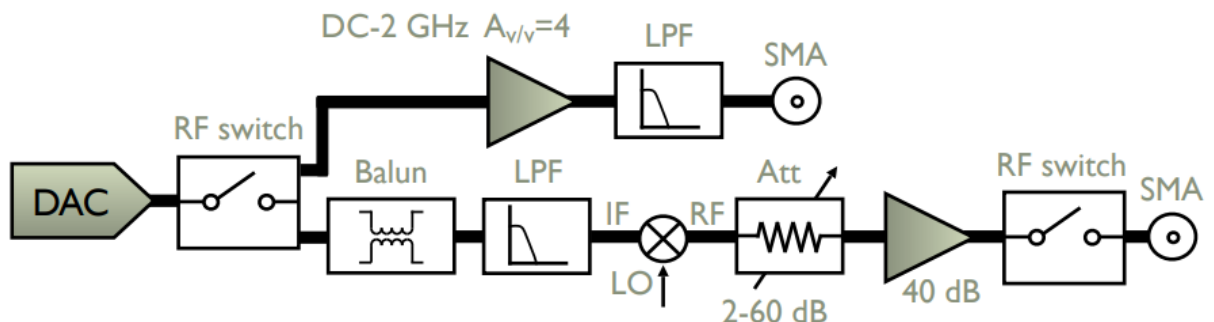 DC-2 GHz A_{v/v}=4
LPF
SMA
RF switch
DAC
Balun
LPF
IF
LO
RF
Att
2-60 dB
40 dB
RF switch
SMA